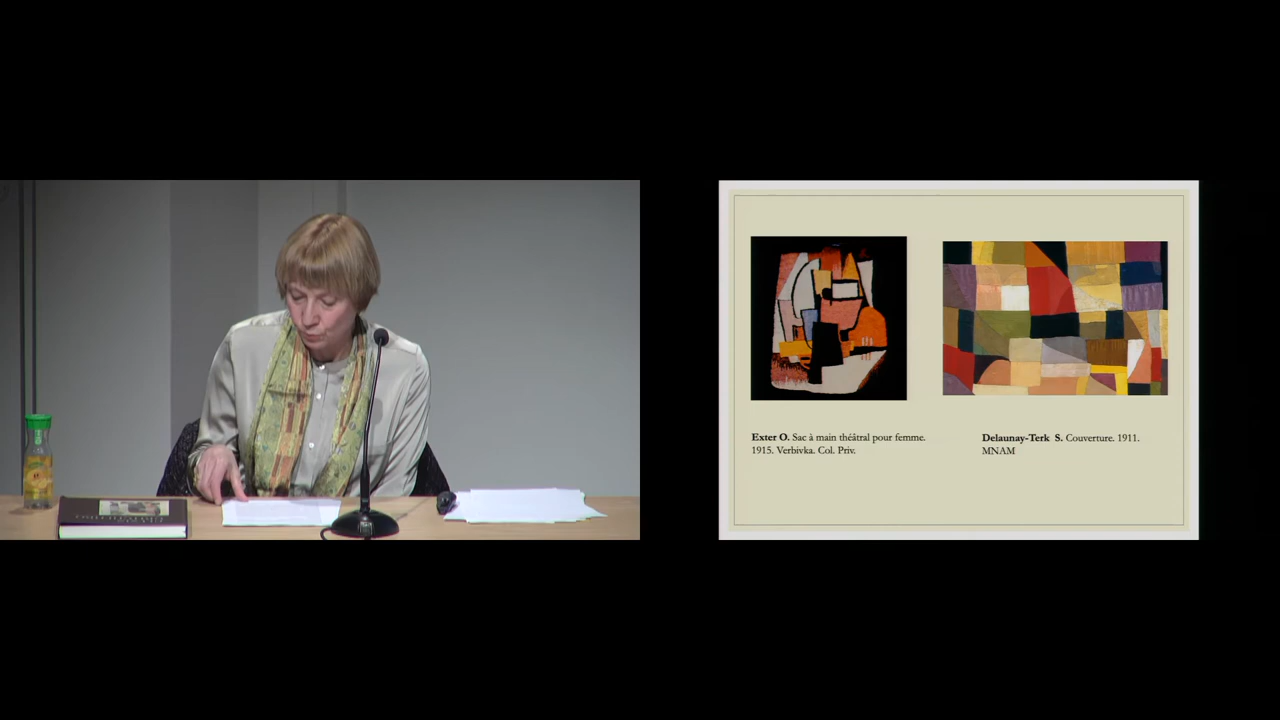 Exter O. Sac à main théâtral pour femme.
1915. Verbivka. Col. Priv.
Delaunay-Terk S. Couverture. 1911.
MNAM